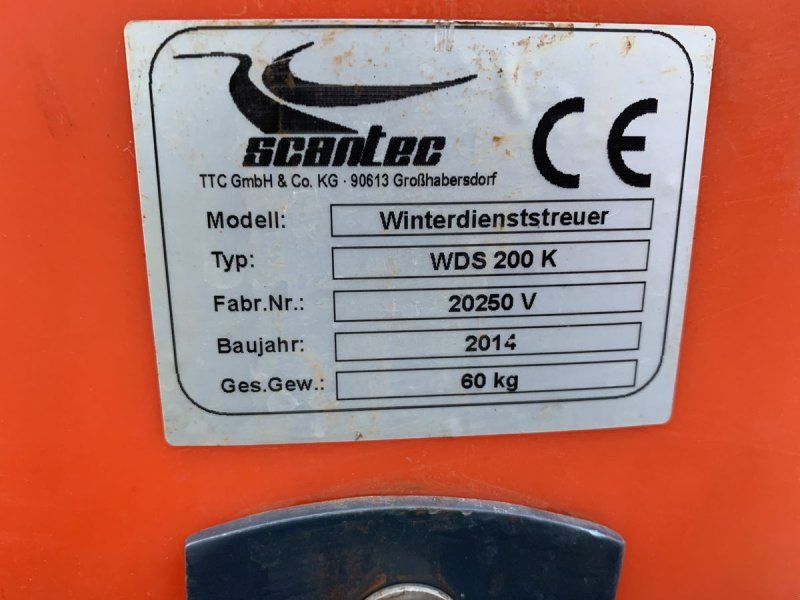 scantec
CE
TTC GmbH & Co. KG · 90613 Großhabersdorf
Modell: Winterdienststreuer
Typ: WDS 200 K
Fabr.Nr.: 20250 V
Baujahr: 2014
Ges.Gew.: 60 kg